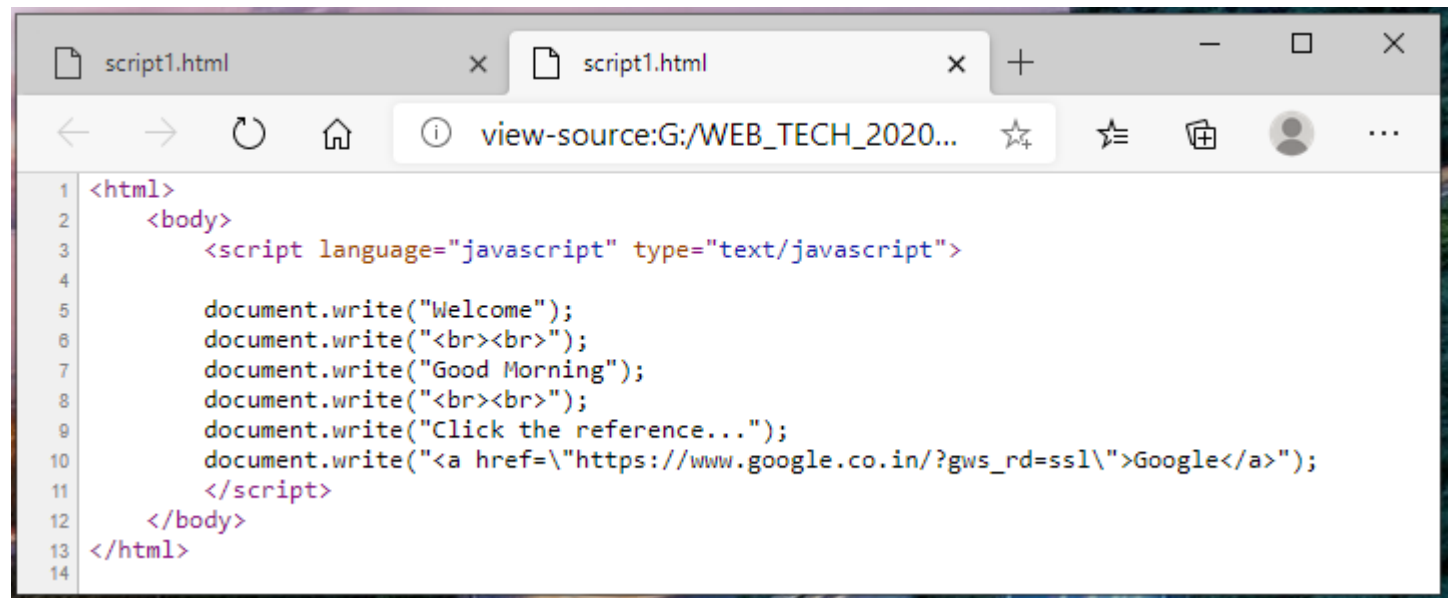 script1.html
script1.html
view-source:G:/WEB_TECH_2020...
1 <html>
2     <body>
3         <script language="javascript" type="text/javascript">
4
5         document.write("Welcome");
6         document.write("<br><br>");
7         document.write("Good Morning");
8         document.write("<br><br>");
9         document.write("Click the reference...");
10         document.write("<a href=\"https://www.google.co.in/?gws_rd=ssl\">Google</a>");
11         </script>
12     </body>
13 </html>
14